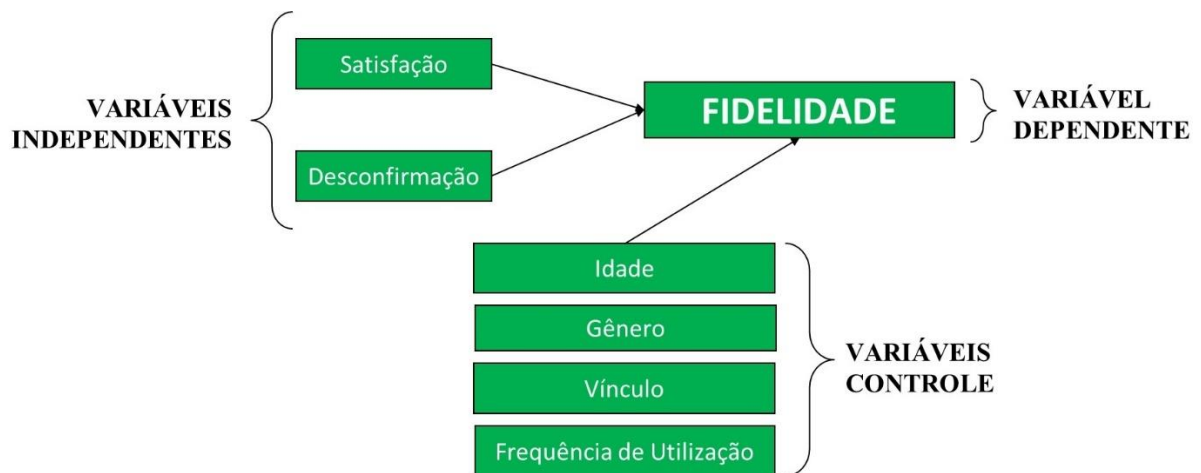 VARIÁVEIS
INDEPENDENTES
Satisfação
Desconfirmação
FIDELIDADE
VARIÁVEL
DEPENDENTE
Idade
Gênero
Vínculo
Frequência de Utilização
VARIÁVEIS
CONTROLE